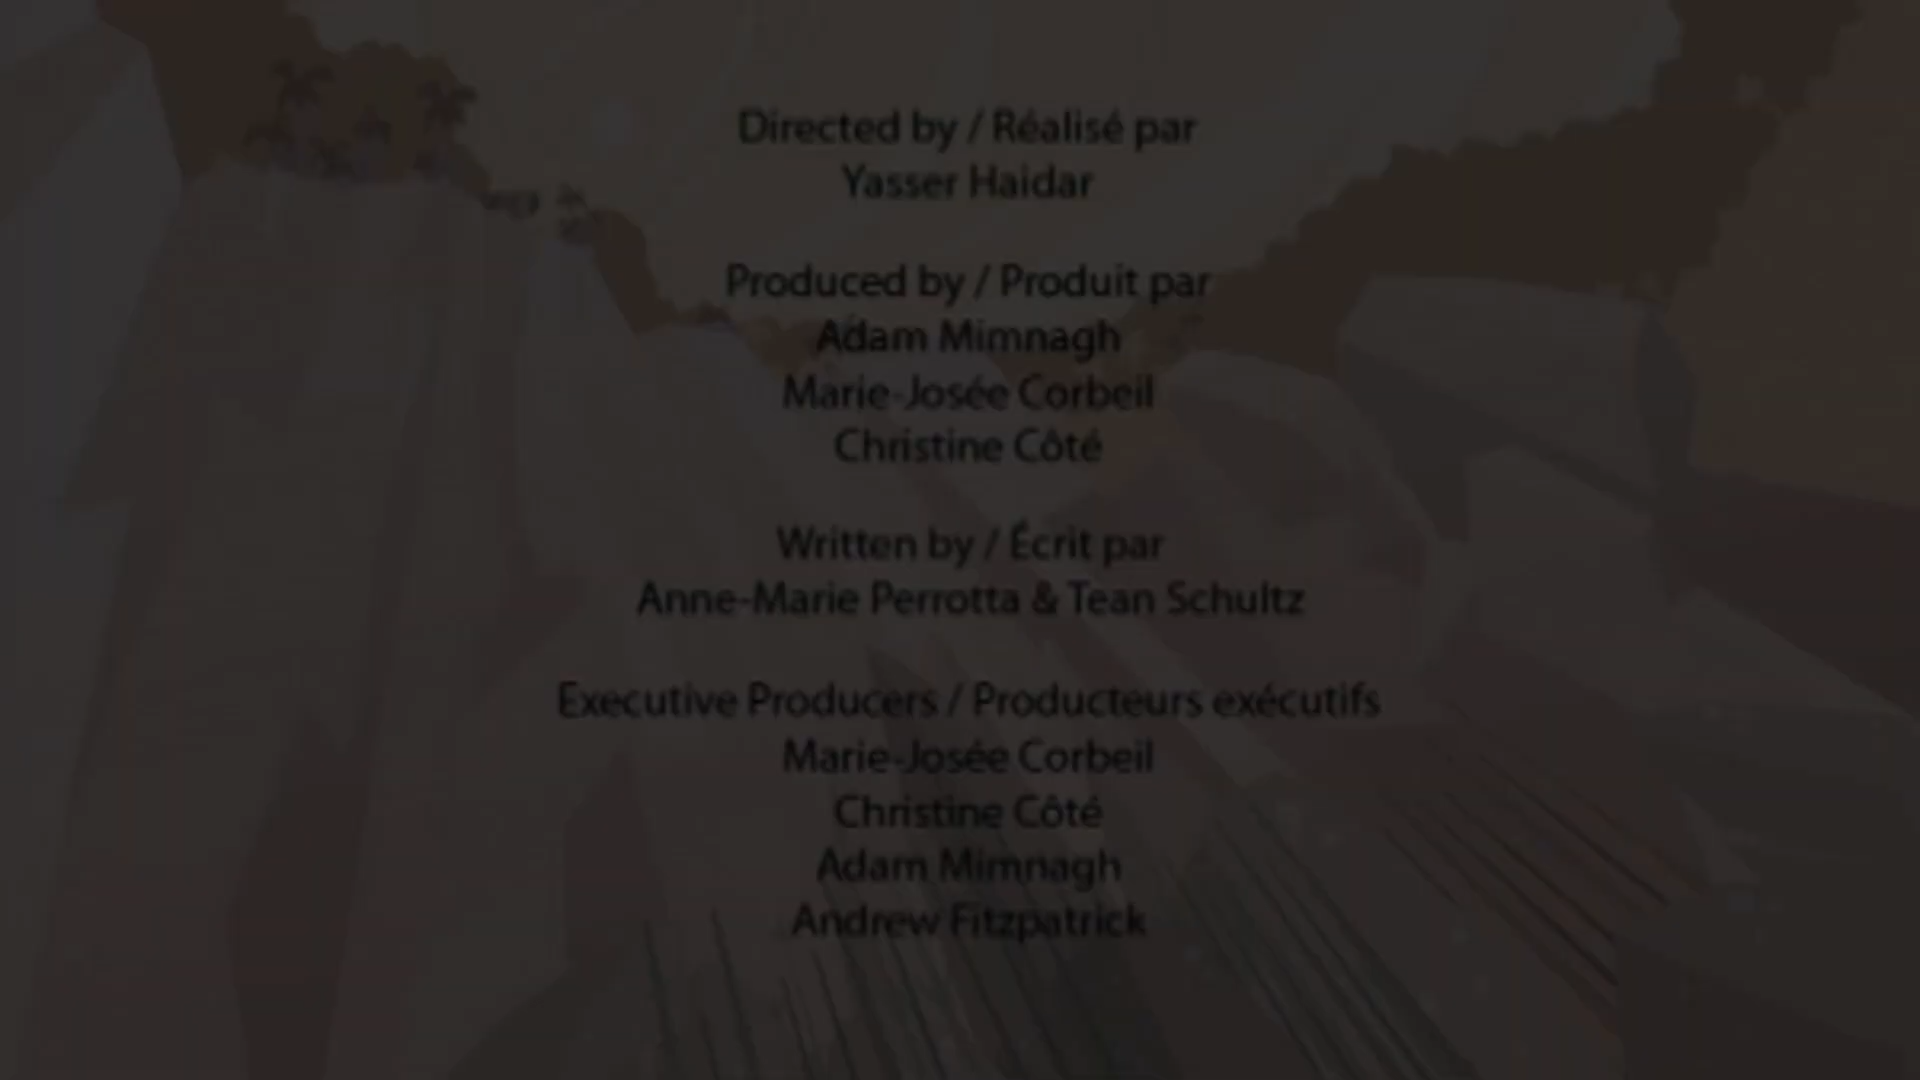 Directed by / Réalisé par
Yasser Haidar
Produced by / Produit par
Adam Mimnagh
Marie-Josée Corbeil
Christine Côté
Written by / Écrit par
Anne-Marie Perrotta & Tean Schultz
Executive Producers / Producteurs exécutifs
Marie-Josée Corbeil
Christine Côté
Adam Mimnagh
Andrew Fitzpatrick